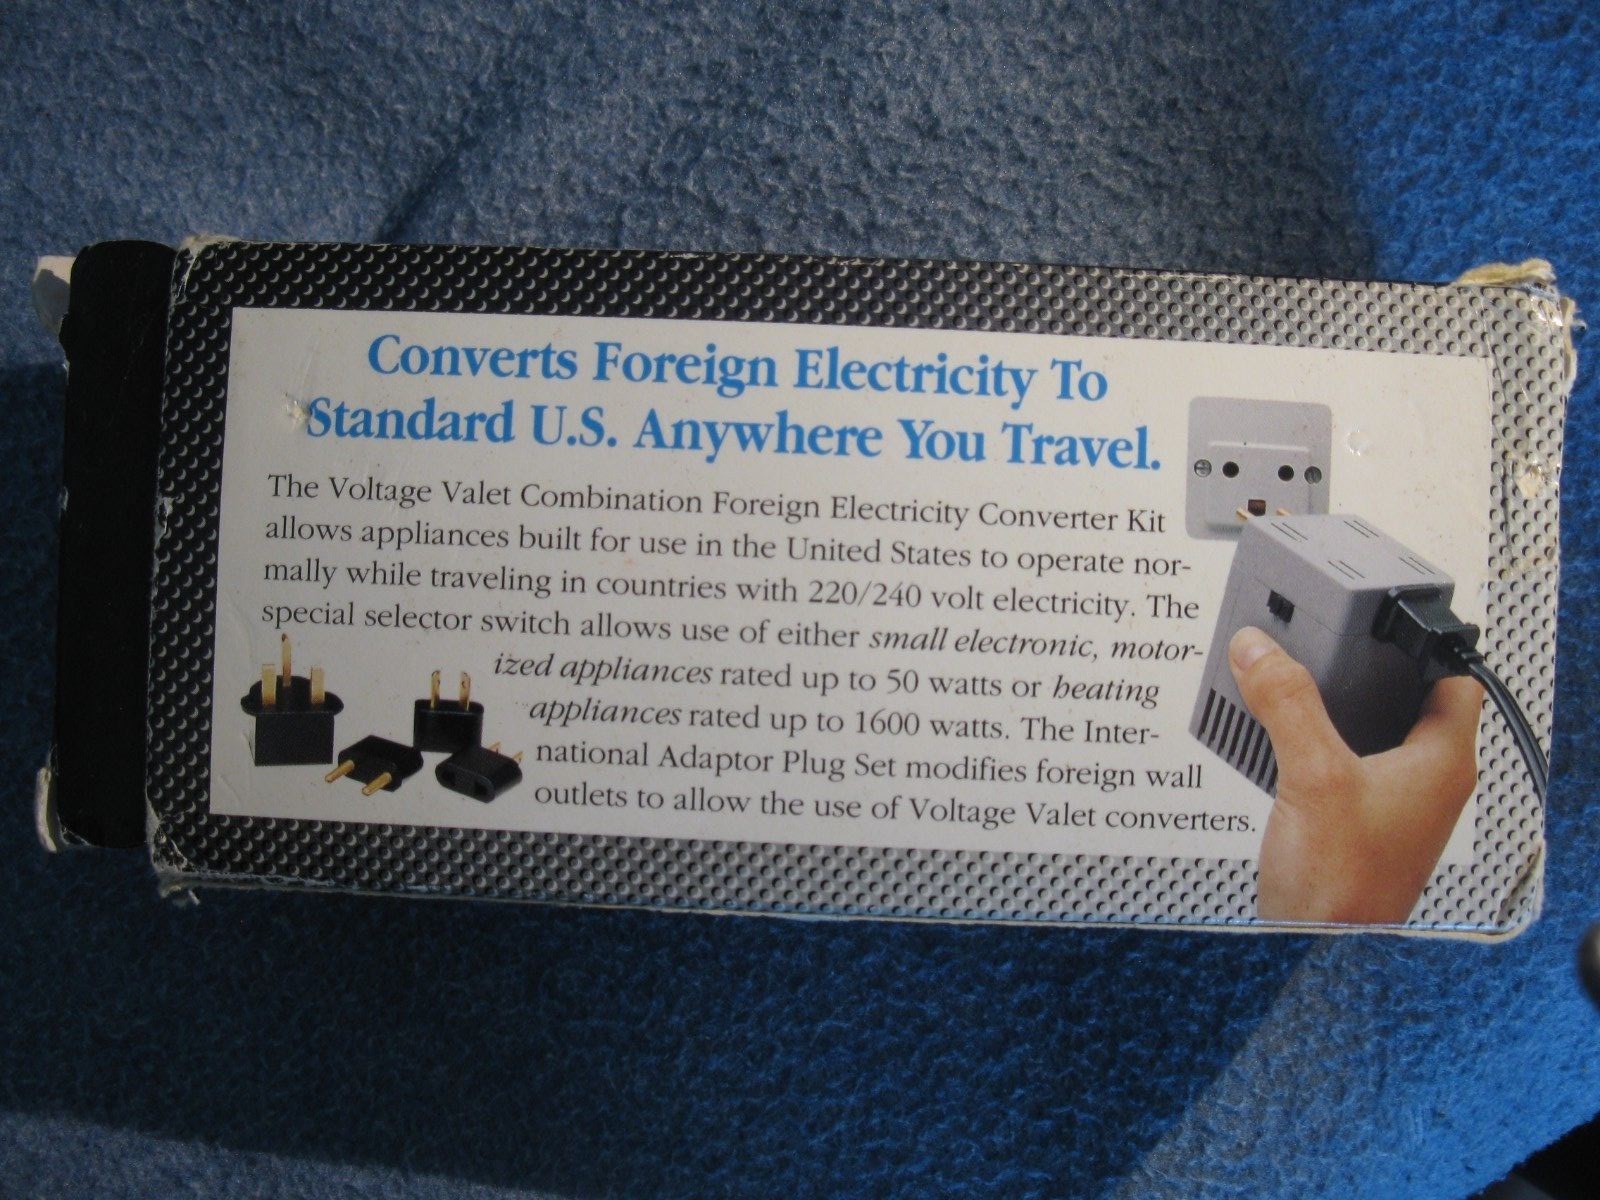 Converts Foreign Electricity To
Standard U.S. Anywhere You Travel.
The Voltage Valet Combination Foreign Electricity Converter Kit
allows appliances built for use in the United States to operate nor-
mally while traveling in countries with 220/240 volt electricity. The
special selector switch allows use of either small electronic, motor-
ized appliances rated up to 50 watts or heating
appliances rated up to 1600 watts. The Inter-
national Adaptor Plug Set modifies foreign wall
outlets to allow the use of Voltage Valet converters.